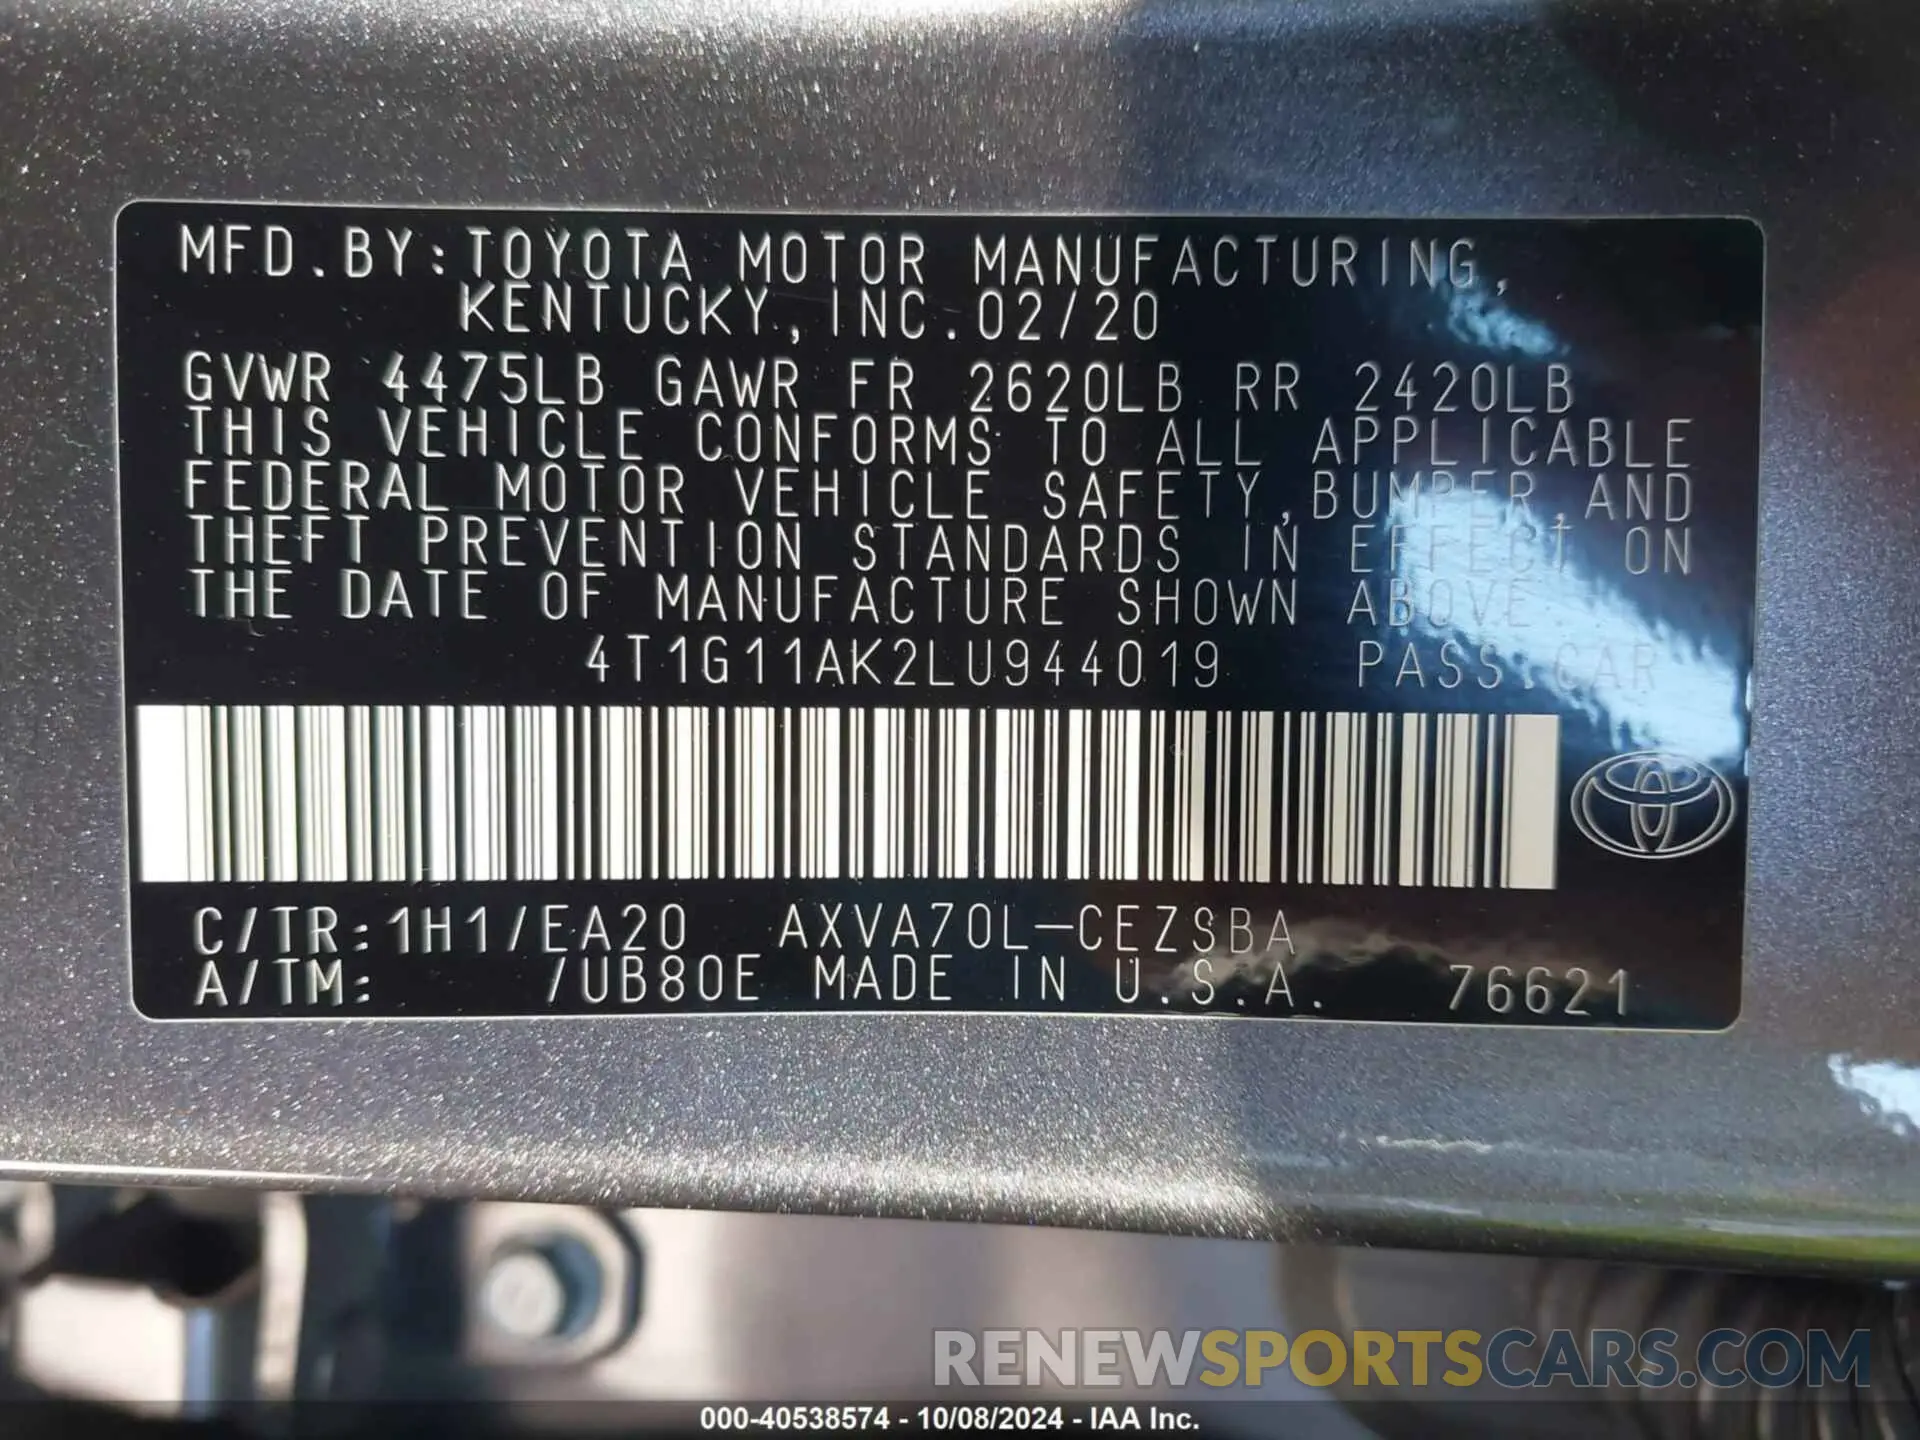 MFD.BY:TOYOTA MOTOR MANUFACTURING,
KENTUCKY,INC.02/20
GVWR 4475LB GAWR FR 2620LB RR 2420LB
THIS VEHICLE CONFORMS TO ALL APPLICABLE
FEDERAL MOTOR VEHICLE SAFETY,BUMPER,AND
THEFT PREVENTION STANDARDS IN EFFECT ON
THE DATE OF MANUFACTURE SHOWN ABOVE.
4T1G11AK2LU944019 PASS.CAR
C/TR:1H1/EA20 AXVA70L-CEZSBA
A/TM: /UB80E MADE IN U.S.A. 76621
RENEWSPORTSCARS.COM
000-40538574 - 10/08/2024 - IAA Inc.